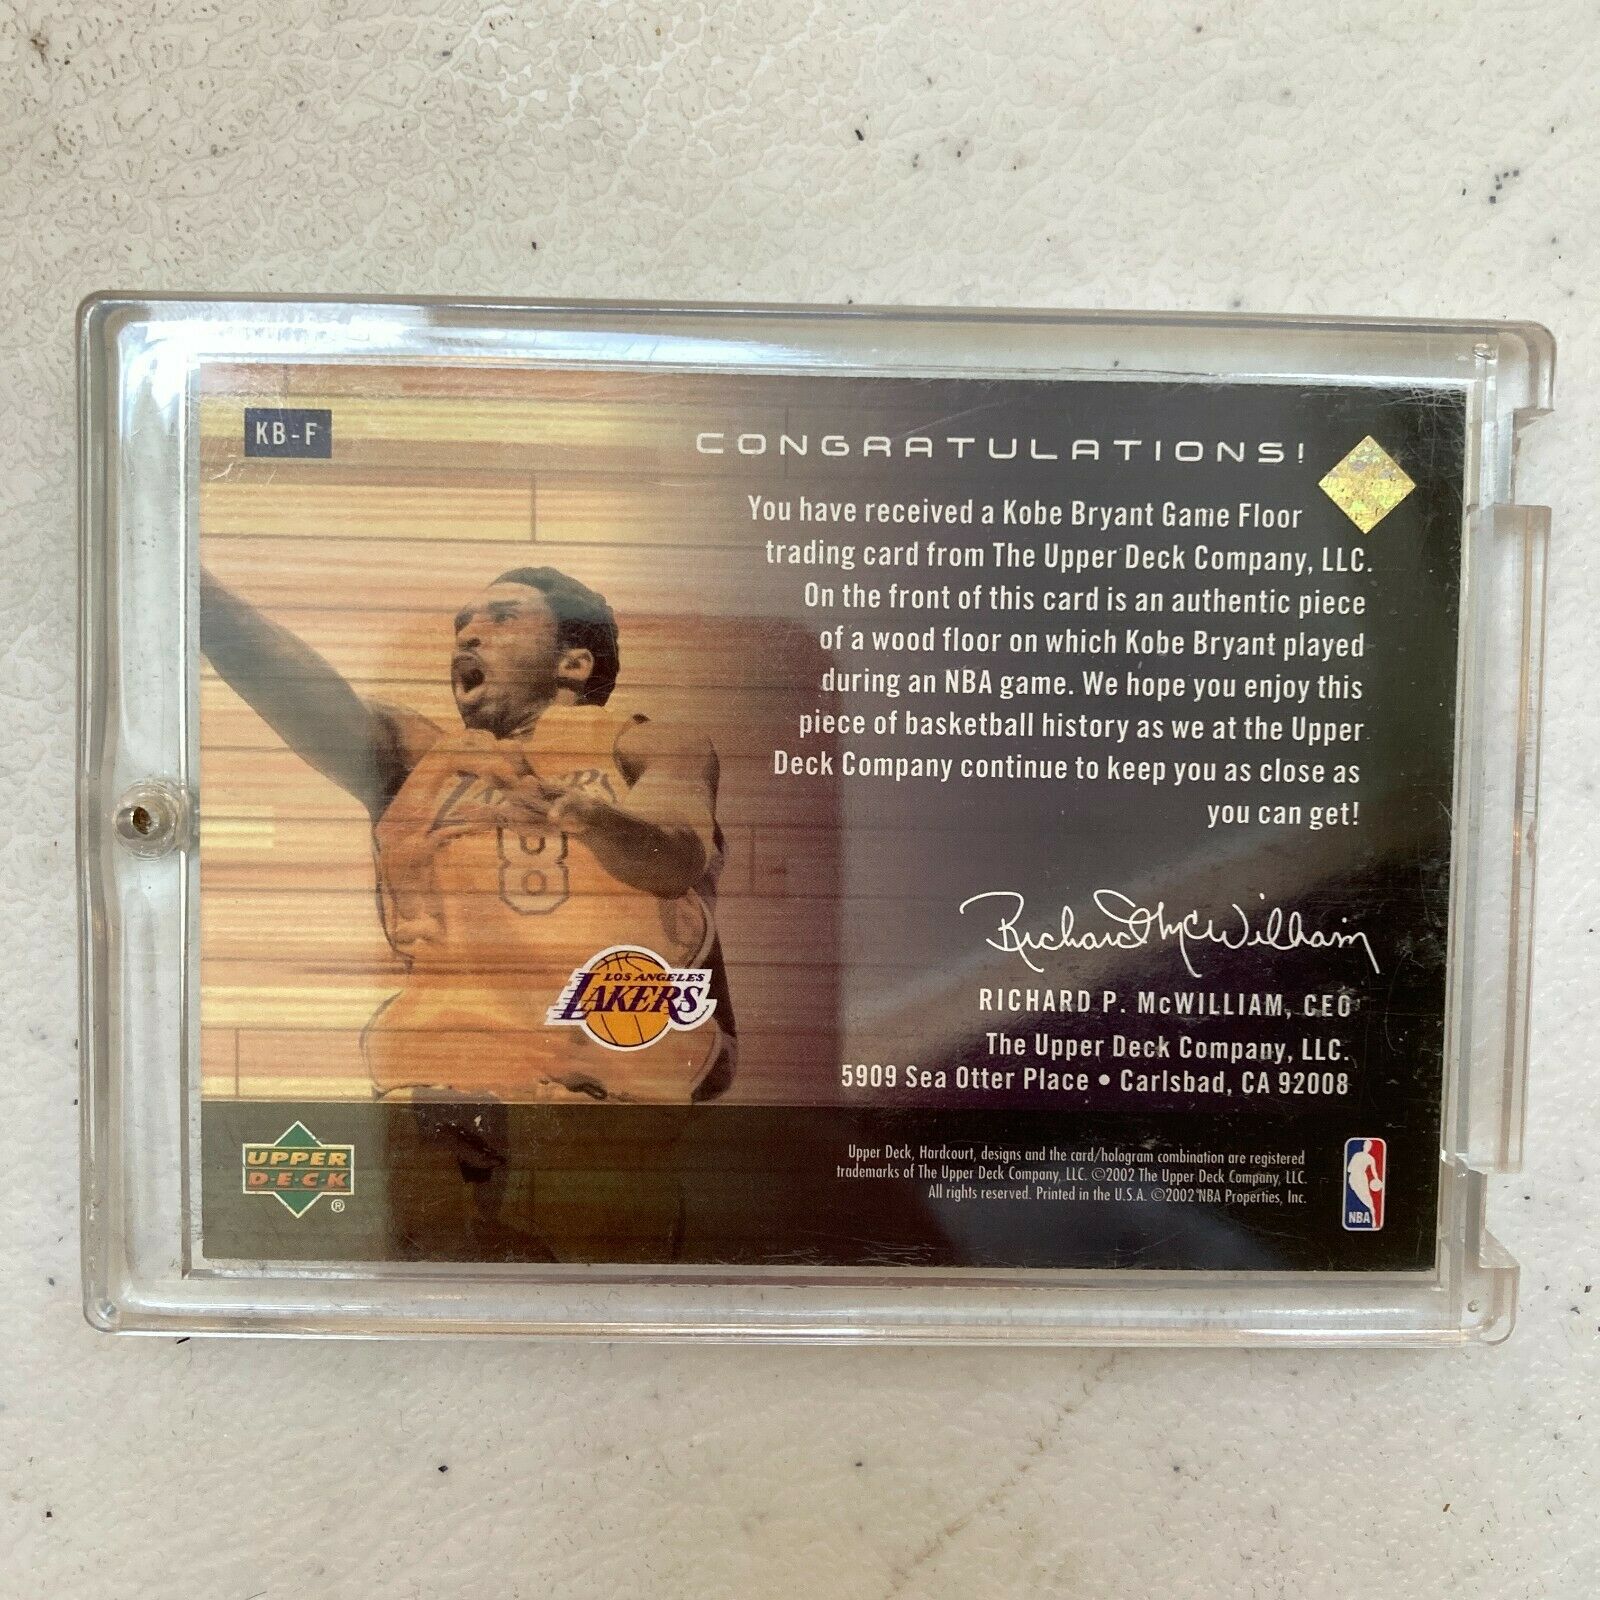 KB-F
CONGRATULATIONS!
You have received a Kobe Bryant Game Floor
trading card from The Upper Deck Company, LLC.
On the front of this card is an authentic piece
of a wood floor on which Kobe Bryant played
during an NBA game. We hope you enjoy this
piece of basketball history as we at the Upper
Deck Company continue to keep you as close as
you can get!
Richard McWilliam
RICHARD P. McWILLIAM, CEO
The Upper Deck Company, LLC.
5909 Sea Otter Place • Carlsbad, CA 92008
LAKERS
8
LOS ANGELES
LAKERS
UPPER
D·E·C·K
®
Upper Deck, Hardcourt, designs and the card/hologram combination are registered
trademarks of The Upper Deck Company, LLC. ©2002 The Upper Deck Company, LLC.
All rights reserved. Printed in the U.S.A. ©2002 NBA Properties, Inc.
NBA